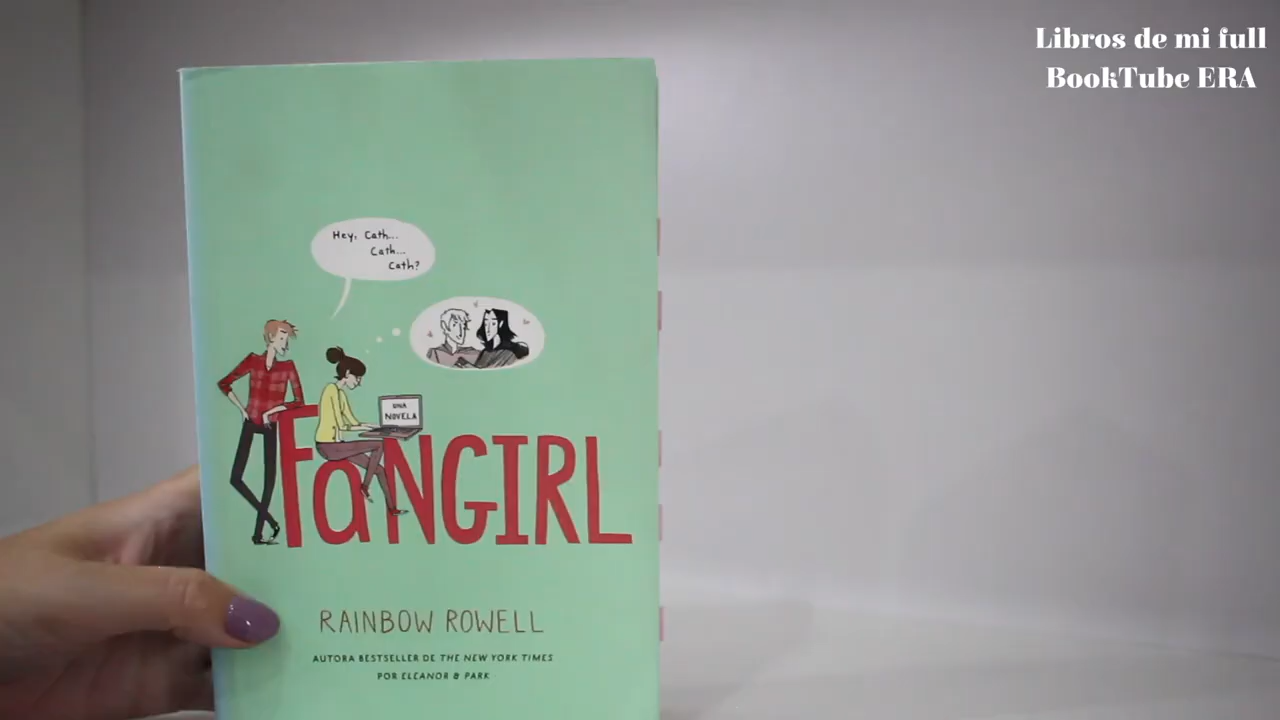 Libros de mi full
BookTube ERA
Hey, Cath...
Cath...
Cath?
UNA
NOVELA
FaNGIRL
RAINBOW ROWELL
AUTORA BESTSELLER DE THE NEW YORK TIMES
POR ELEANOR & PARK